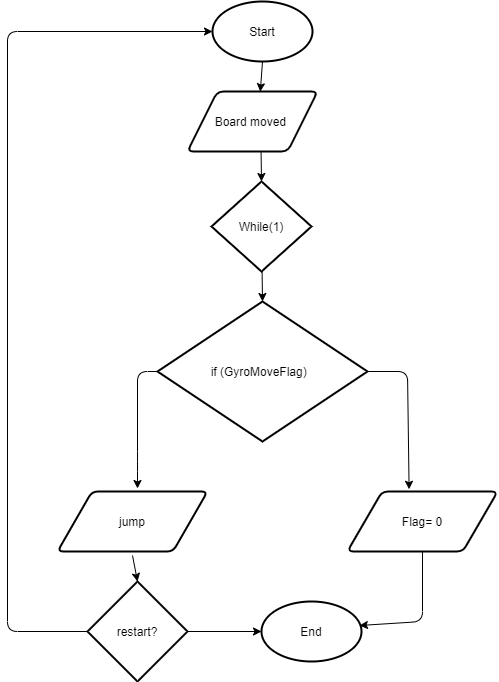 Start
Board moved
While(1)
if (GyroMoveFlag)
jump
Flag= 0
restart?
End